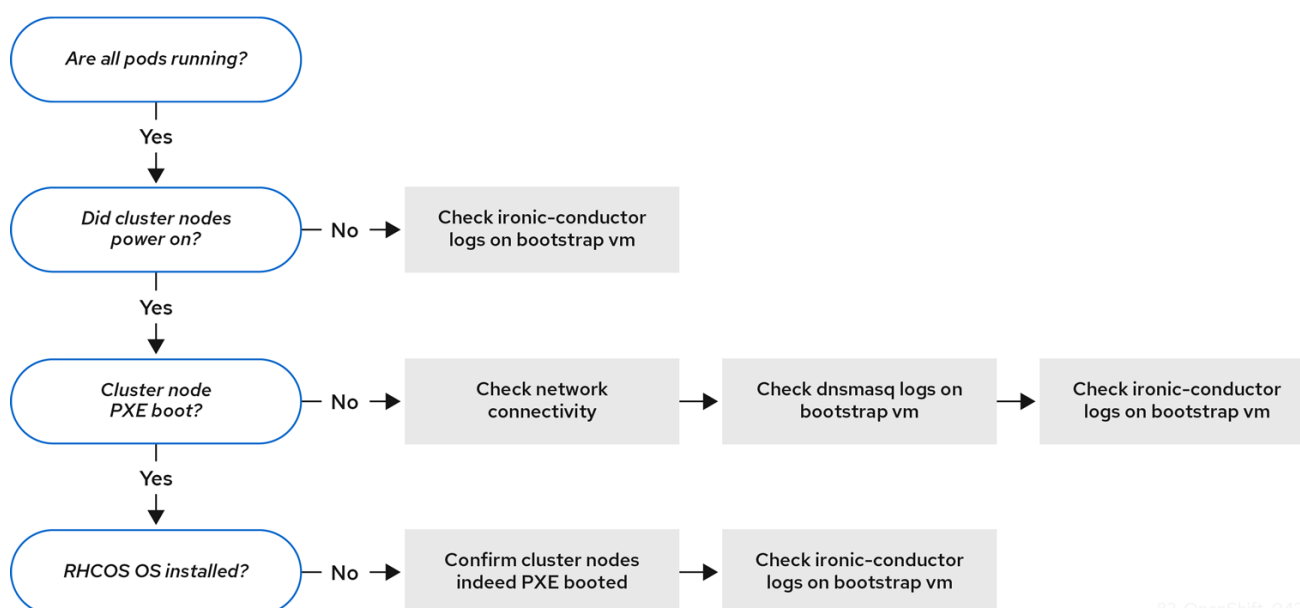 Are all pods running?
Yes
Did cluster nodes
power on?
No
Check ironic-conductor
logs on bootstrap vm
Yes
Cluster node
PXE boot?
No
Check network
connectivity
Check dnsmasq logs on
bootstrap vm
Check ironic-conductor
logs on bootstrap vm
Yes
RHCOS OS installed?
No
Confirm cluster nodes
indeed PXE booted
Check ironic-conductor
logs on bootstrap vm